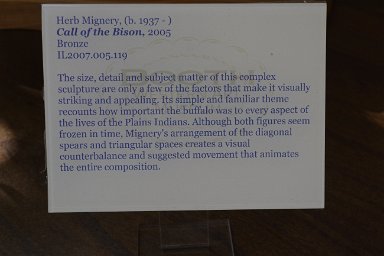 Herb Mignery, (b. 1937 - )
Call of the Bison, 2005
Bronze
IL2007.005.119
The size, detail and subject matter of this complex
sculpture are only a few of the factors that make it visually
striking and appealing. Its simple and familiar theme
recounts how important the buffalo was to every aspect of
the lives of the Plains Indians. Although both figures seem
frozen in time, Mignery's arrangement of the diagonal
spears and triangular spaces creates a visual
counterbalance and suggested movement that animates
the entire composition.